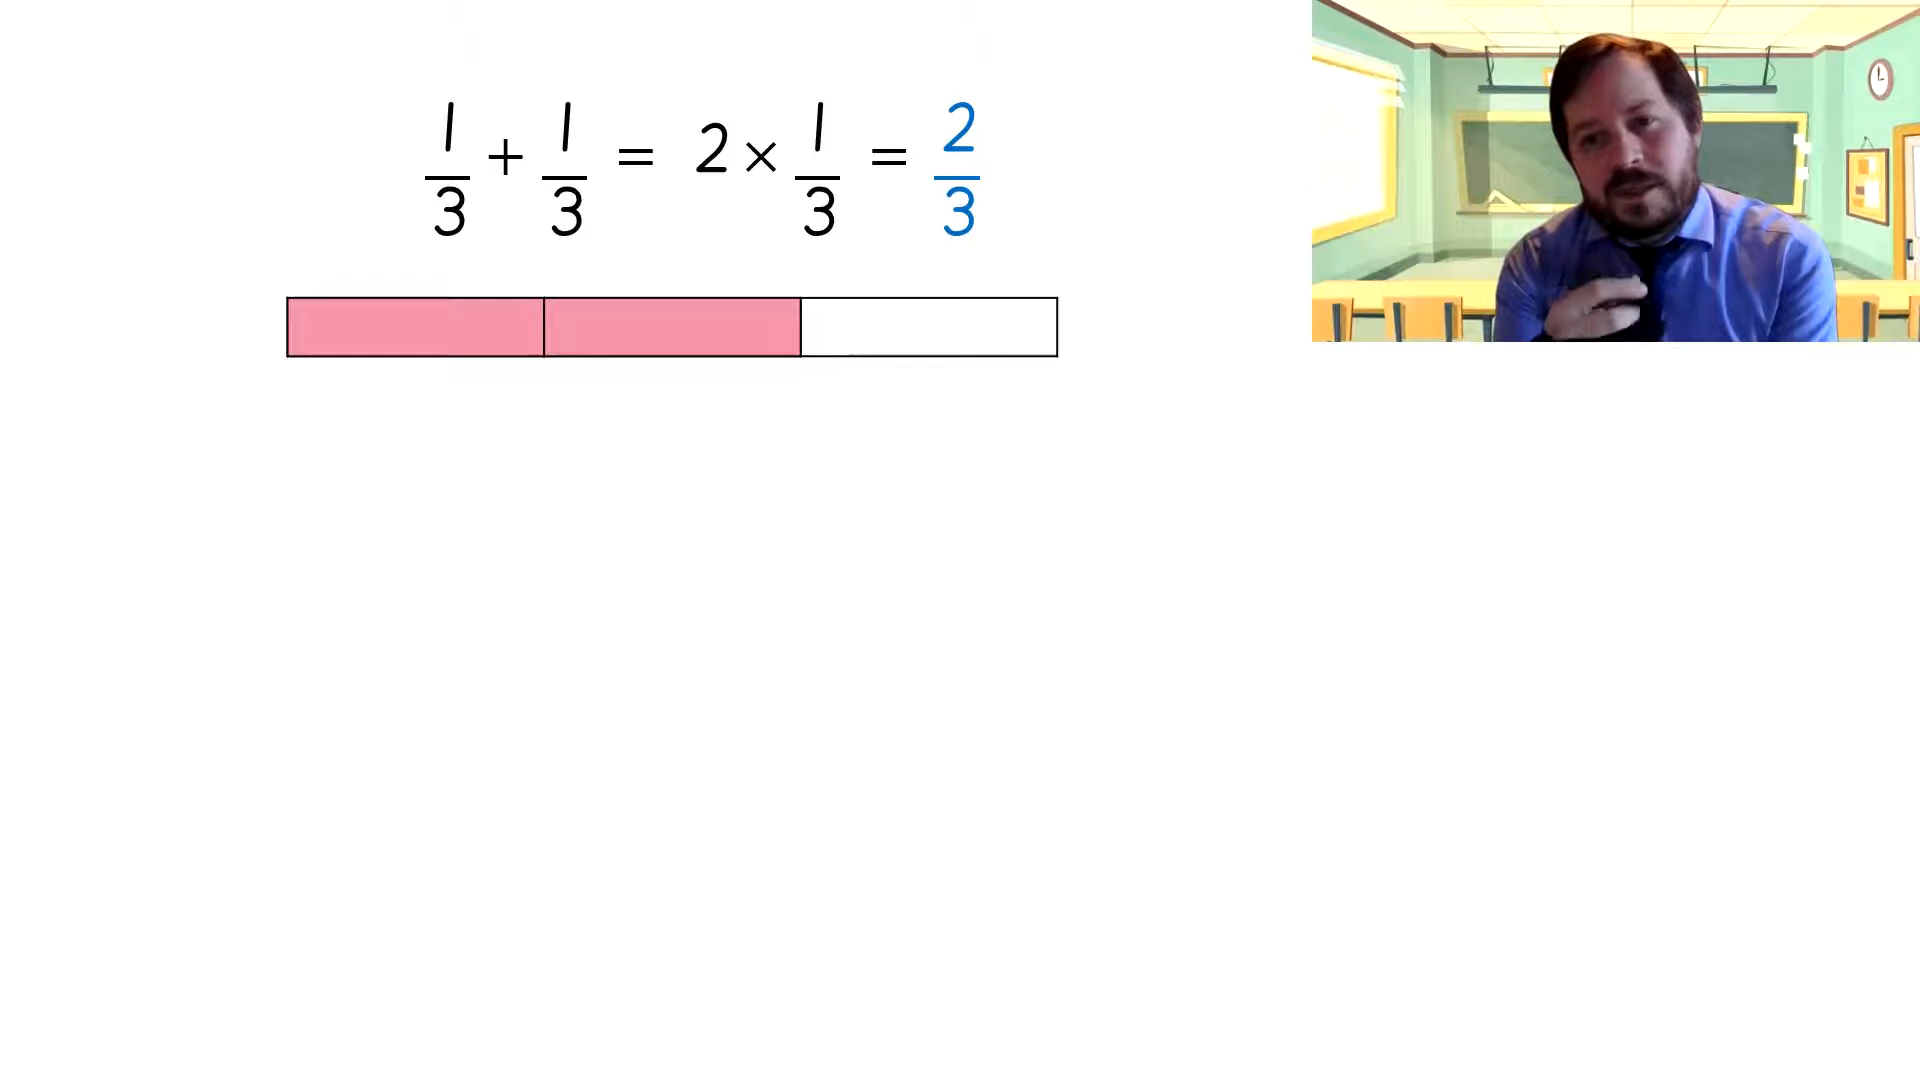 1/3 + 1/3 = 2 × 1/3 = 2/3